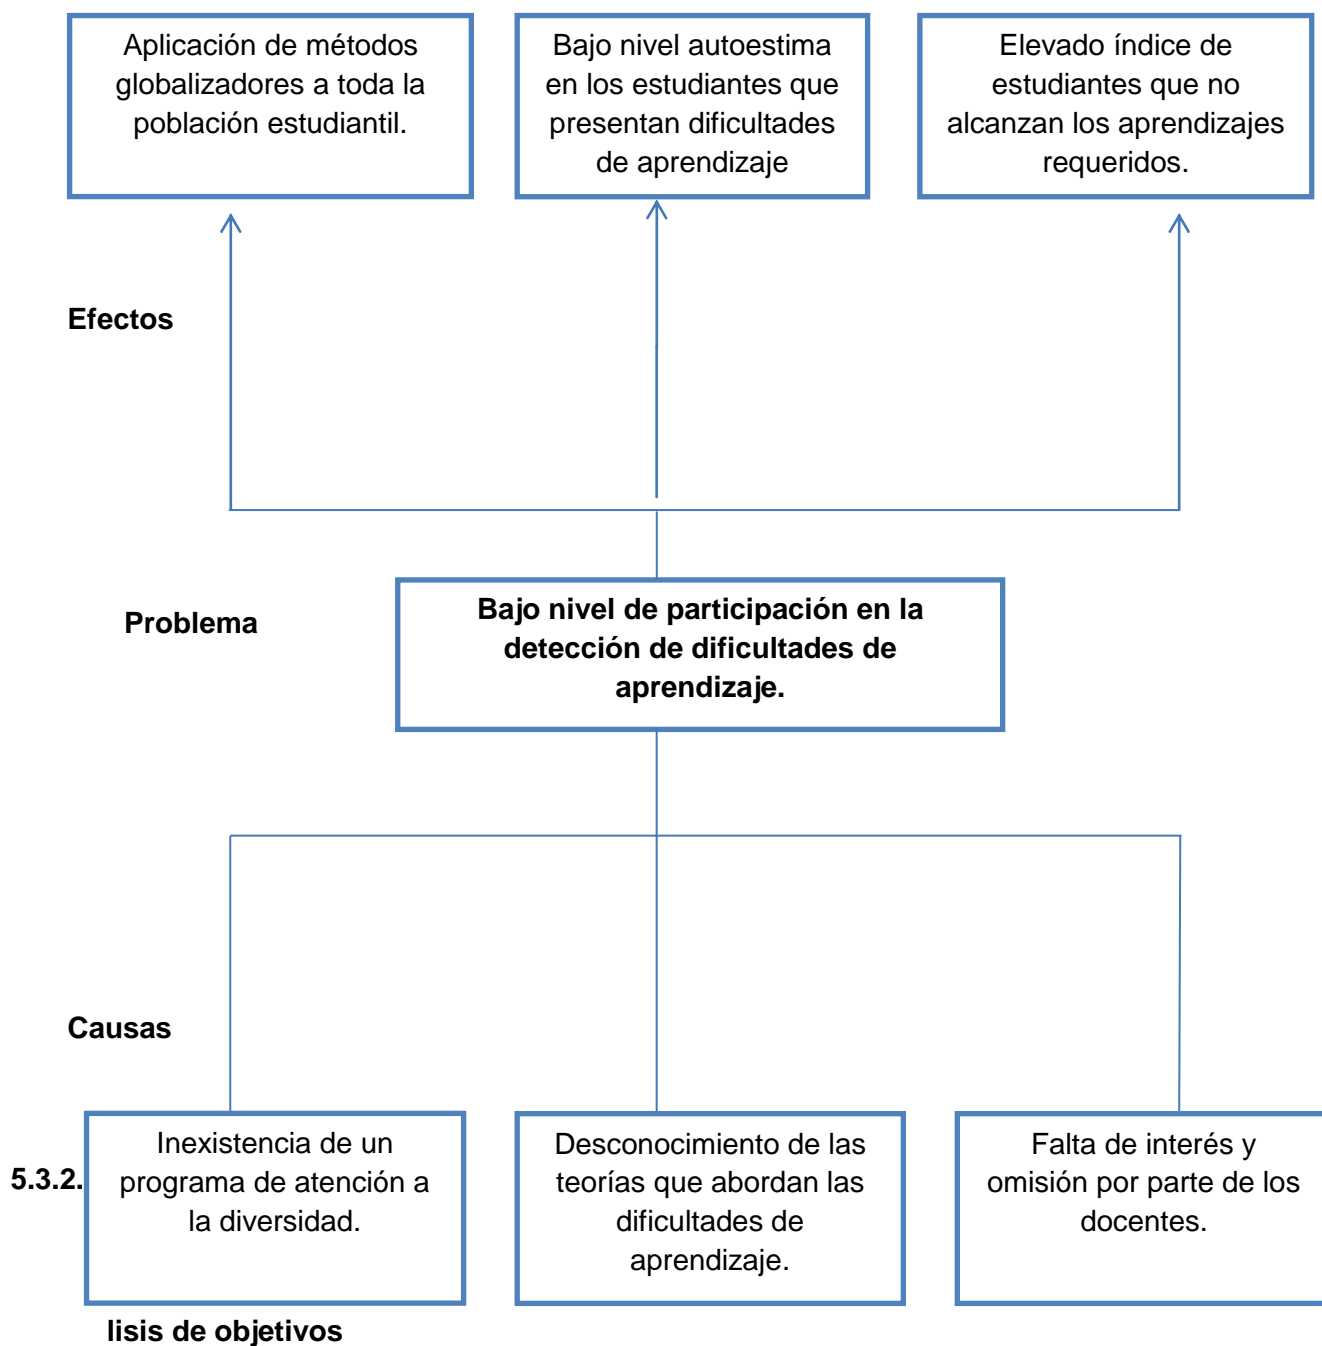 Aplicación de métodos
globalizadores a toda la
población estudiantil.
Bajo nivel autoestima
en los estudiantes que
presentan dificultades
de aprendizaje
Elevado índice de
estudiantes que no
alcanzan los aprendizajes
requeridos.
Efectos
Problema
Bajo nivel de participación en la
detección de dificultades de
aprendizaje.
Causas
5.3.2.
Inexistencia de un
programa de atención a
la diversidad.
Desconocimiento de las
teorías que abordan las
dificultades de
aprendizaje.
Falta de interés y
omisión por parte de los
docentes.
lisis de objetivos